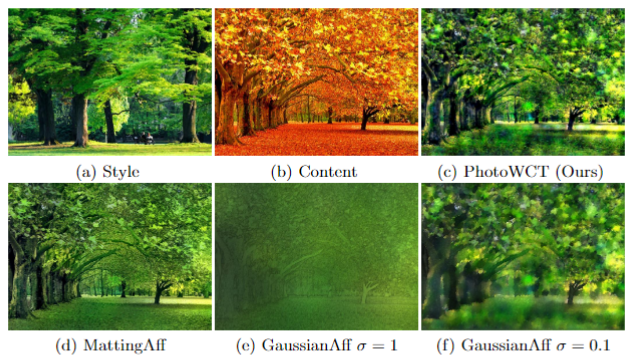 (a) Style
(b) Content
(c) PhotoWCT (Ours)
(d) MattingAff
(e) GaussianAff σ = 1
(f) GaussianAff σ = 0.1